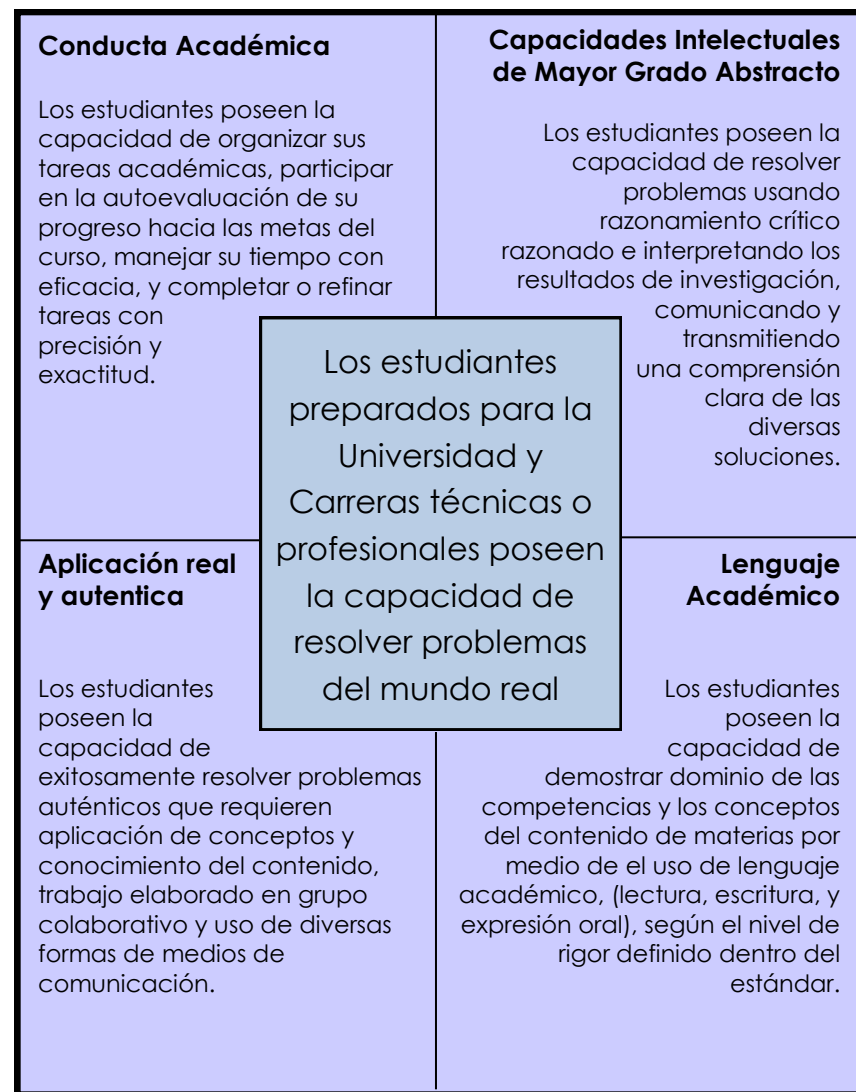 Conducta Académica
Los estudiantes poseen la
capacidad de organizar sus
tareas académicas, participar
en la autoevaluación de su
progreso hacia las metas del
curso, manejar su tiempo con
eficacia, y completar o refinar
tareas con
precisión y
exactitud.
Capacidades Intelectuales
de Mayor Grado Abstracto
Los estudiantes poseen la
capacidad de resolver
problemas usando
razonamiento crítico
razonado e interpretando los
resultados de investigación,
comunicando y
transmitiendo
una comprensión
clara de las
diversas
soluciones.
Los estudiantes
preparados para la
Universidad y
Carreras técnicas o
profesionales poseen
la capacidad de
resolver problemas
del mundo real
Aplicación real
y autentica
Los estudiantes
poseen la
capacidad de
exitosamente resolver problemas
auténticos que requieren
aplicación de conceptos y
conocimiento del contenido,
trabajo elaborado en grupo
colaborativo y uso de diversas
formas de medios de
comunicación.
Lenguaje
Académico
Los estudiantes
poseen la
capacidad de
demostrar dominio de las
competencias y los conceptos
del contenido de materias por
medio de el uso de lenguaje
académico, (lectura, escritura, y
expresión oral), según el nivel de
rigor definido dentro del
estándar.